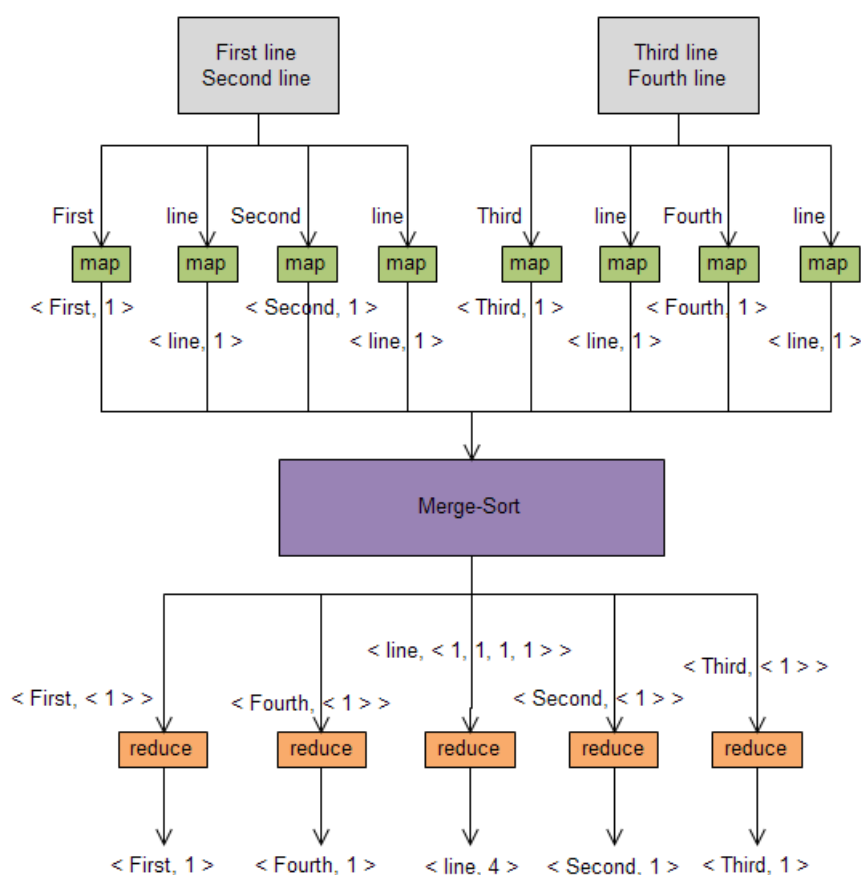 First line
Second line
Third line
Fourth line
First
line
Second
line
Third
line
Fourth
line
map
map
map
map
map
map
map
map
< First, 1 >
< Second, 1 >
< Third, 1 >
< Fourth, 1 >
< line, 1 >
< line, 1 >
< line, 1 >
< line, 1 >
Merge-Sort
< line, < 1, 1, 1, 1 > >
< Third, < 1 > >
< First, < 1 > >
< Fourth, < 1 > >
< Second, < 1 > >
reduce
reduce
reduce
reduce
reduce
< First, 1 >
< Fourth, 1 >
< line, 4 >
< Second, 1 >
< Third, 1 >